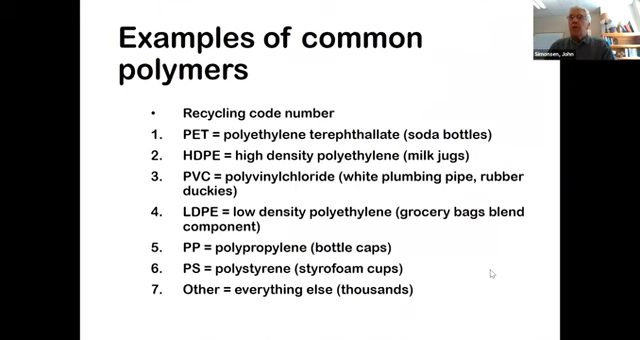 Examples of common
polymers
• Recycling code number
1. PET = polyethylene terephthallate (soda bottles)
2. HDPE = high density polyethylene (milk jugs)
3. PVC = polyvinylchloride (white plumbing pipe, rubber
duckies)
4. LDPE = low density polyethylene (grocery bags blend
component)
5. PP = polypropylene (bottle caps)
6. PS = polystyrene (styrofoam cups)
7. Other = everything else (thousands)
Simonsen, John